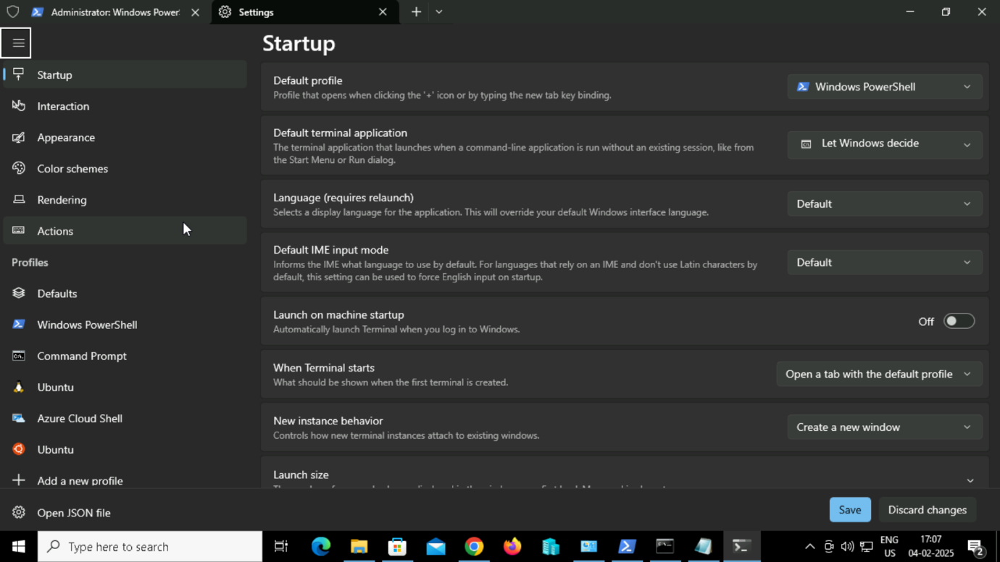 Administrator: Windows Power
Settings
Startup
Startup
Interaction
Appearance
Color schemes
Rendering
Actions
Profiles
Defaults
Windows PowerShell
Command Prompt
Ubuntu
Azure Cloud Shell
Ubuntu
Add a new profile
Open JSON file
Default profile
Profile that opens when clicking the '+' icon or by typing the new tab key binding.
Windows PowerShell
Default terminal application
The terminal application that launches when a command-line application is run without an existing session, like from
the Start Menu or Run dialog.
Let Windows decide
Language (requires relaunch)
Selects a display language for the application. This will override your default Windows interface language.
Default
Default IME input mode
Informs the IME what language to use by default. For languages that rely on an IME and don't use Latin characters by
default, this setting can be used to force English input on startup.
Default
Launch on machine startup
Automatically launch Terminal when you log in to Windows.
Off
When Terminal starts
What should be shown when the first terminal is created.
Open a tab with the default profile
New instance behavior
Controls how new terminal instances attach to existing windows.
Create a new window
Launch size
Save
Discard changes
Type here to search
ENG
US
17:07
04-02-2025
2